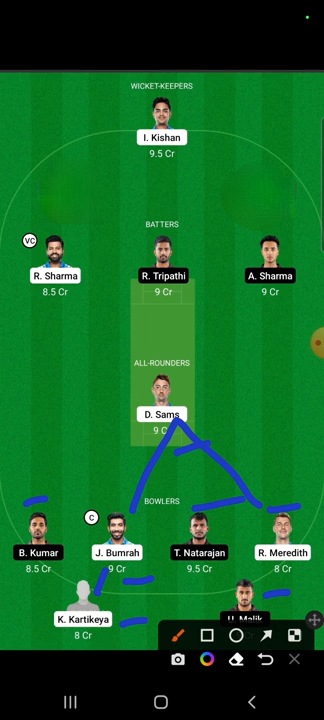 WICKET-KEEPERS
I. Kishan
9.5 Cr
BATTERS
VC
R. Sharma R. Tripathi A. Sharma
8.5 Cr 9 Cr 9 Cr
ALL-ROUNDERS
D. Sams
9 C
BOWLERS
C
B. Kumar J. Bumrah T. Natarajan R. Meredith
8.5 Cr 9 Cr 9.5 Cr 8 Cr
K. Kartikeya U. Malik
8 Cr